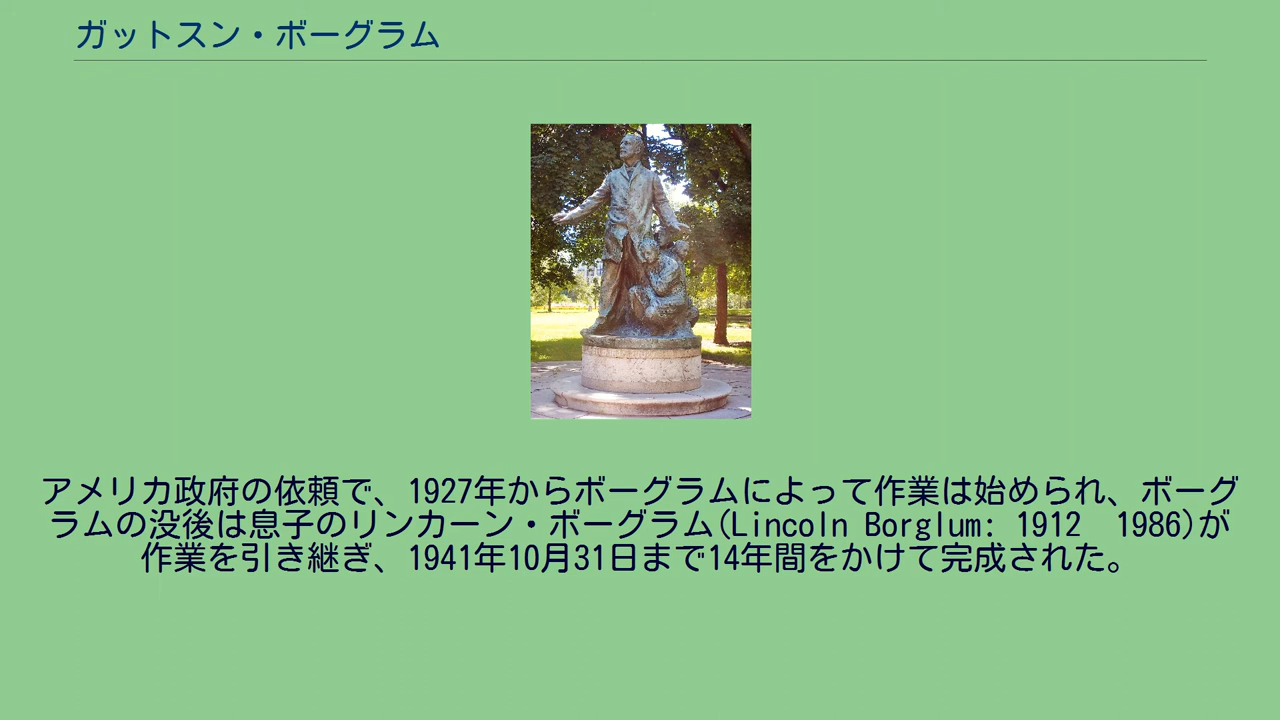 ガットスン・ボーグラム
アメリカ政府の依頼で、1927年からボーグラムによって作業は始められ、ボーグ
ラムの没後は息子のリンカーン・ボーグラム(Lincoln Borglum: 1912　1986)が
作業を引き継ぎ、1941年10月31日まで14年間をかけて完成された。